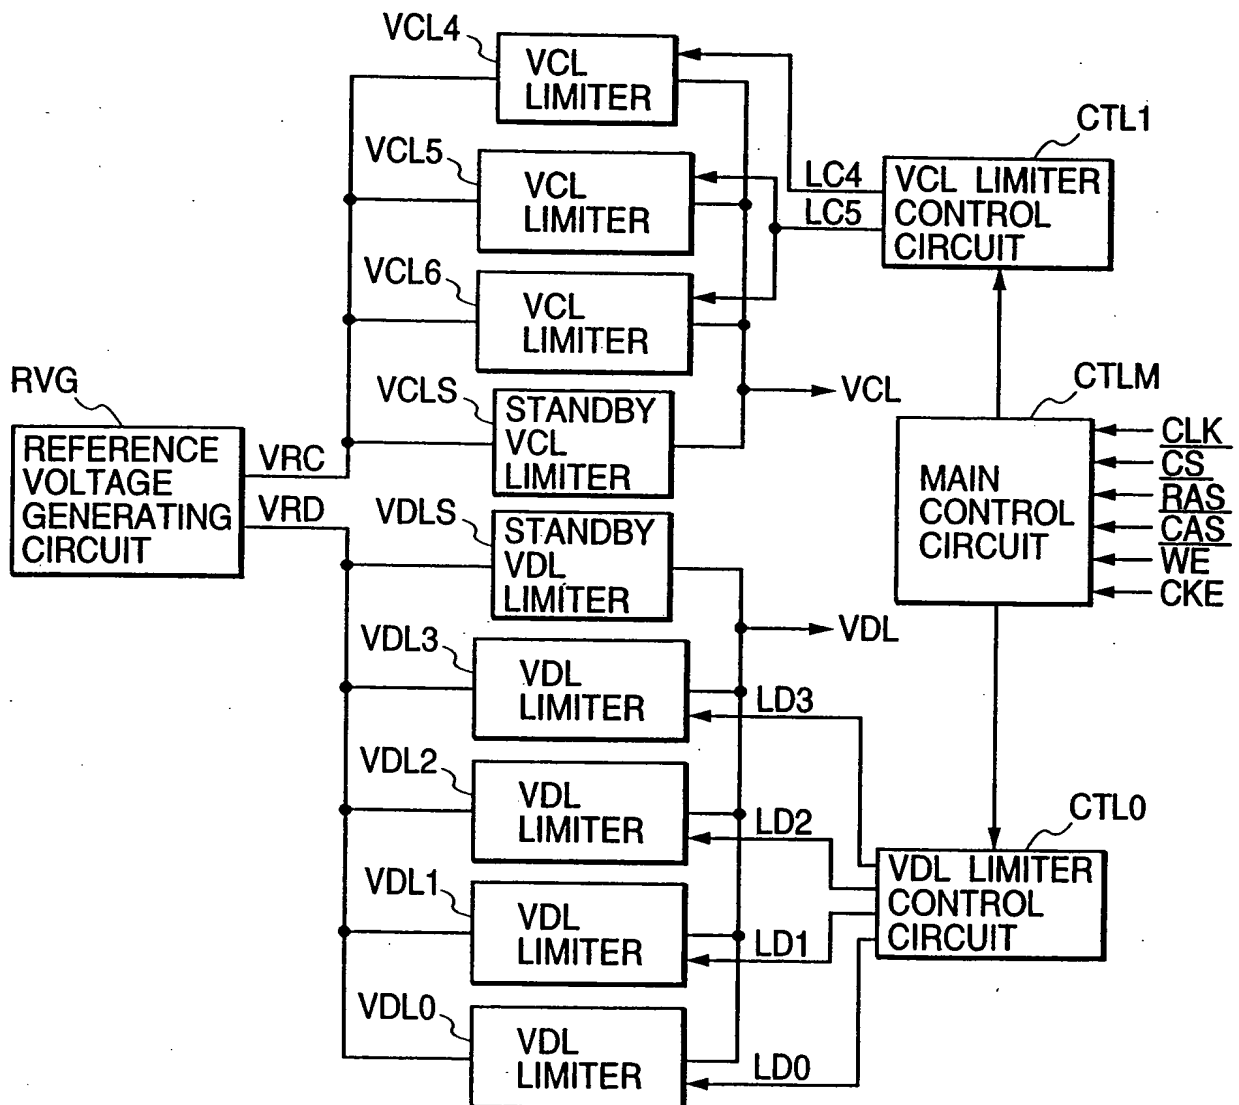 VCL4
VCL
LIMITER
CTL1
VCL5
VCL
LIMITER
LC4
LC5
VCL LIMITER
CONTROL
CIRCUIT
VCL6
VCL
LIMITER
RVG
VCLS
STANDBY
VCL
LIMITER
VCL
CTLM
REFERENCE
VOLTAGE
GENERATING
CIRCUIT
VRC
VRD
MAIN
CONTROL
CIRCUIT
CLK
CS
RAS
CAS
WE
CKE
VDLS
STANDBY
VDL
LIMITER
VDL
VDL3
VDL
LIMITER
LD3
VDL2
VDL
LIMITER
LD2
CTL0
VDL LIMITER
CONTROL
CIRCUIT
VDL1
VDL
LIMITER
LD1
VDL0
VDL
LIMITER
LD0